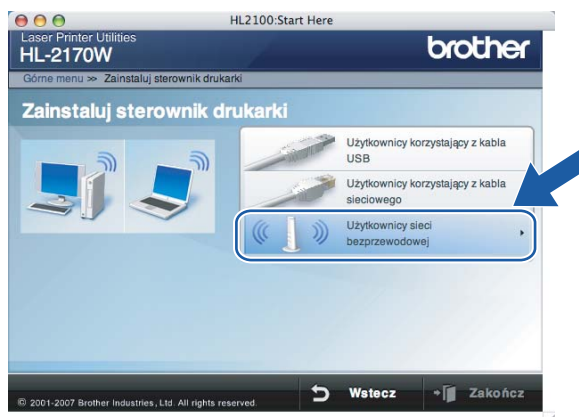 HL2100:Start Here
Laser Printer Utilities
HL-2170W
brother
Górne menu >> Zainstaluj sterownik drukarki
Zainstaluj sterownik drukarki
Użytkownicy korzystający z kabla
USB
Użytkownicy korzystający z kabla
sieciowego
Użytkownicy sieci
bezprzewodowej
© 2001-2007 Brother Industries, Ltd. All rights reserved.
Wstecz
Zakończ